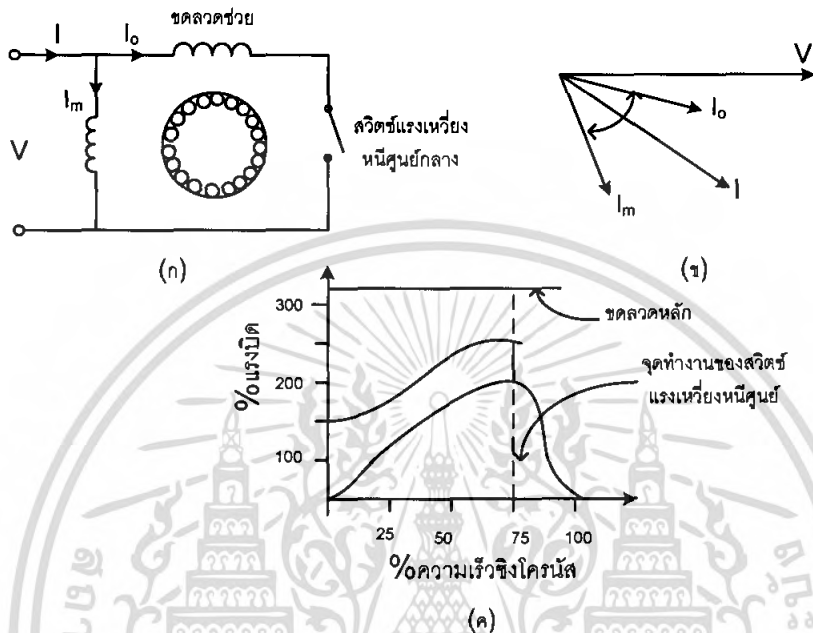 I
I₀
ขดลวดช่วย
Iₘ
V
สวิตซ์แรงเหวี่ยง
หนีศูนย์กลาง
(ก)
V
I₀
I
Iₘ
(ข)
%แรงบิด
300
200
100
ขดลวดหลัก
จุดทำงานของสวิตซ์
แรงเหวี่ยงหนีศูนย์
25
50
75
100
%ความเร็วซิงโครนัส
(ค)